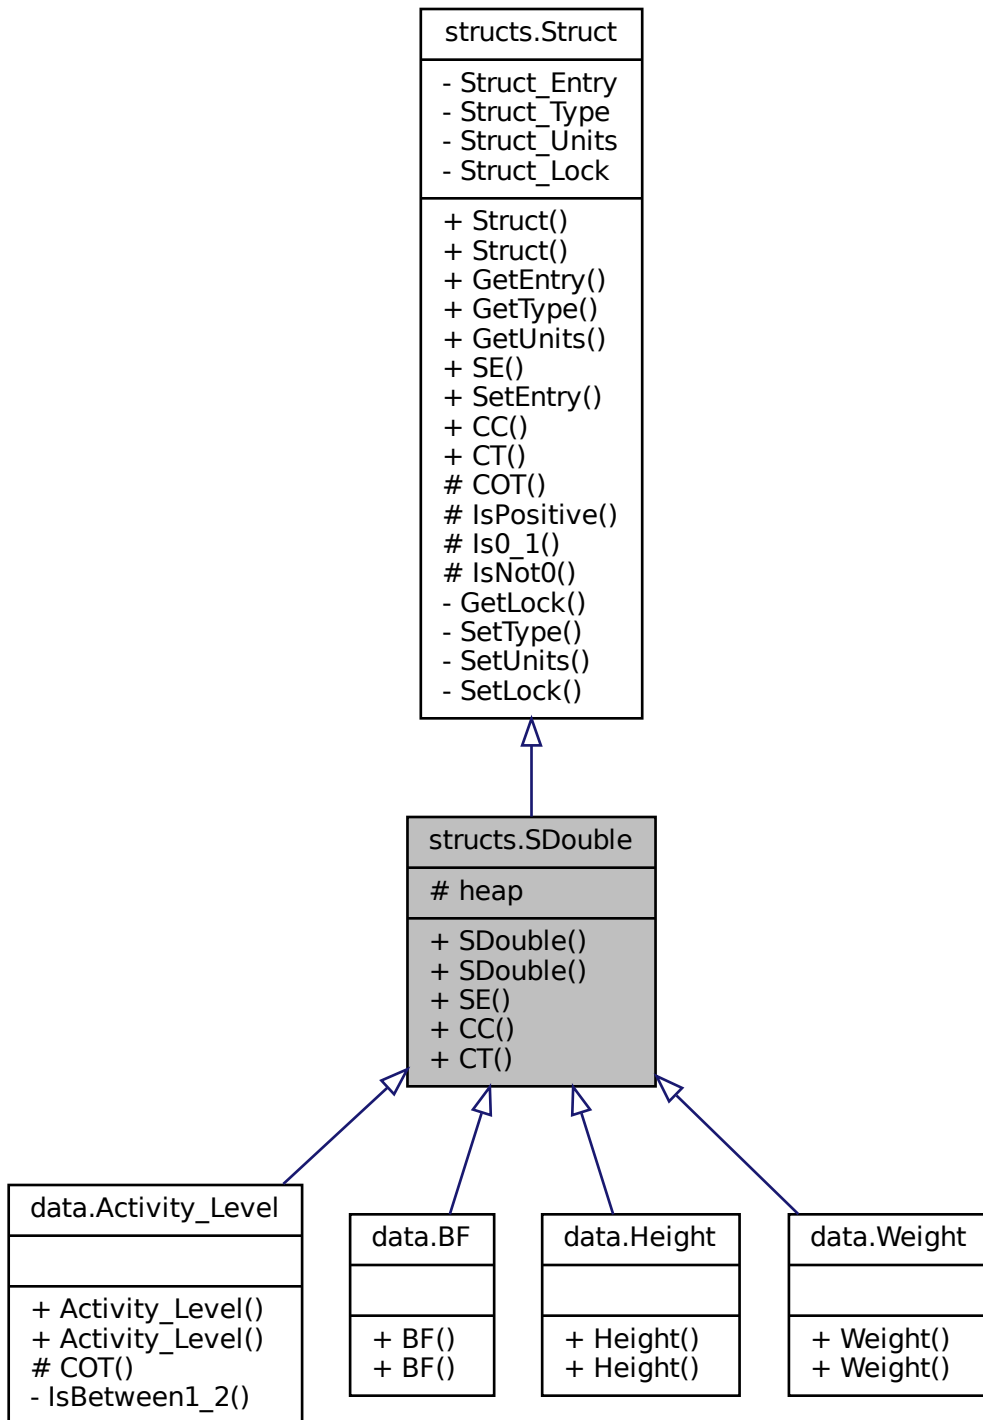 structs.Struct
- Struct_Entry
- Struct_Type
- Struct_Units
- Struct_Lock
+ Struct()
+ Struct()
+ GetEntry()
+ GetType()
+ GetUnits()
+ SE()
+ SetEntry()
+ CC()
+ CT()
# COT()
# IsPositive()
# Is0_1()
# IsNot0()
- GetLock()
- SetType()
- SetUnits()
- SetLock()
structs.SDouble
# heap
+ SDouble()
+ SDouble()
+ SE()
+ CC()
+ CT()
data.Activity_Level
+ Activity_Level()
+ Activity_Level()
# COT()
- IsBetween1_2()
data.BF
+ BF()
+ BF()
data.Height
+ Height()
+ Height()
data.Weight
+ Weight()
+ Weight()